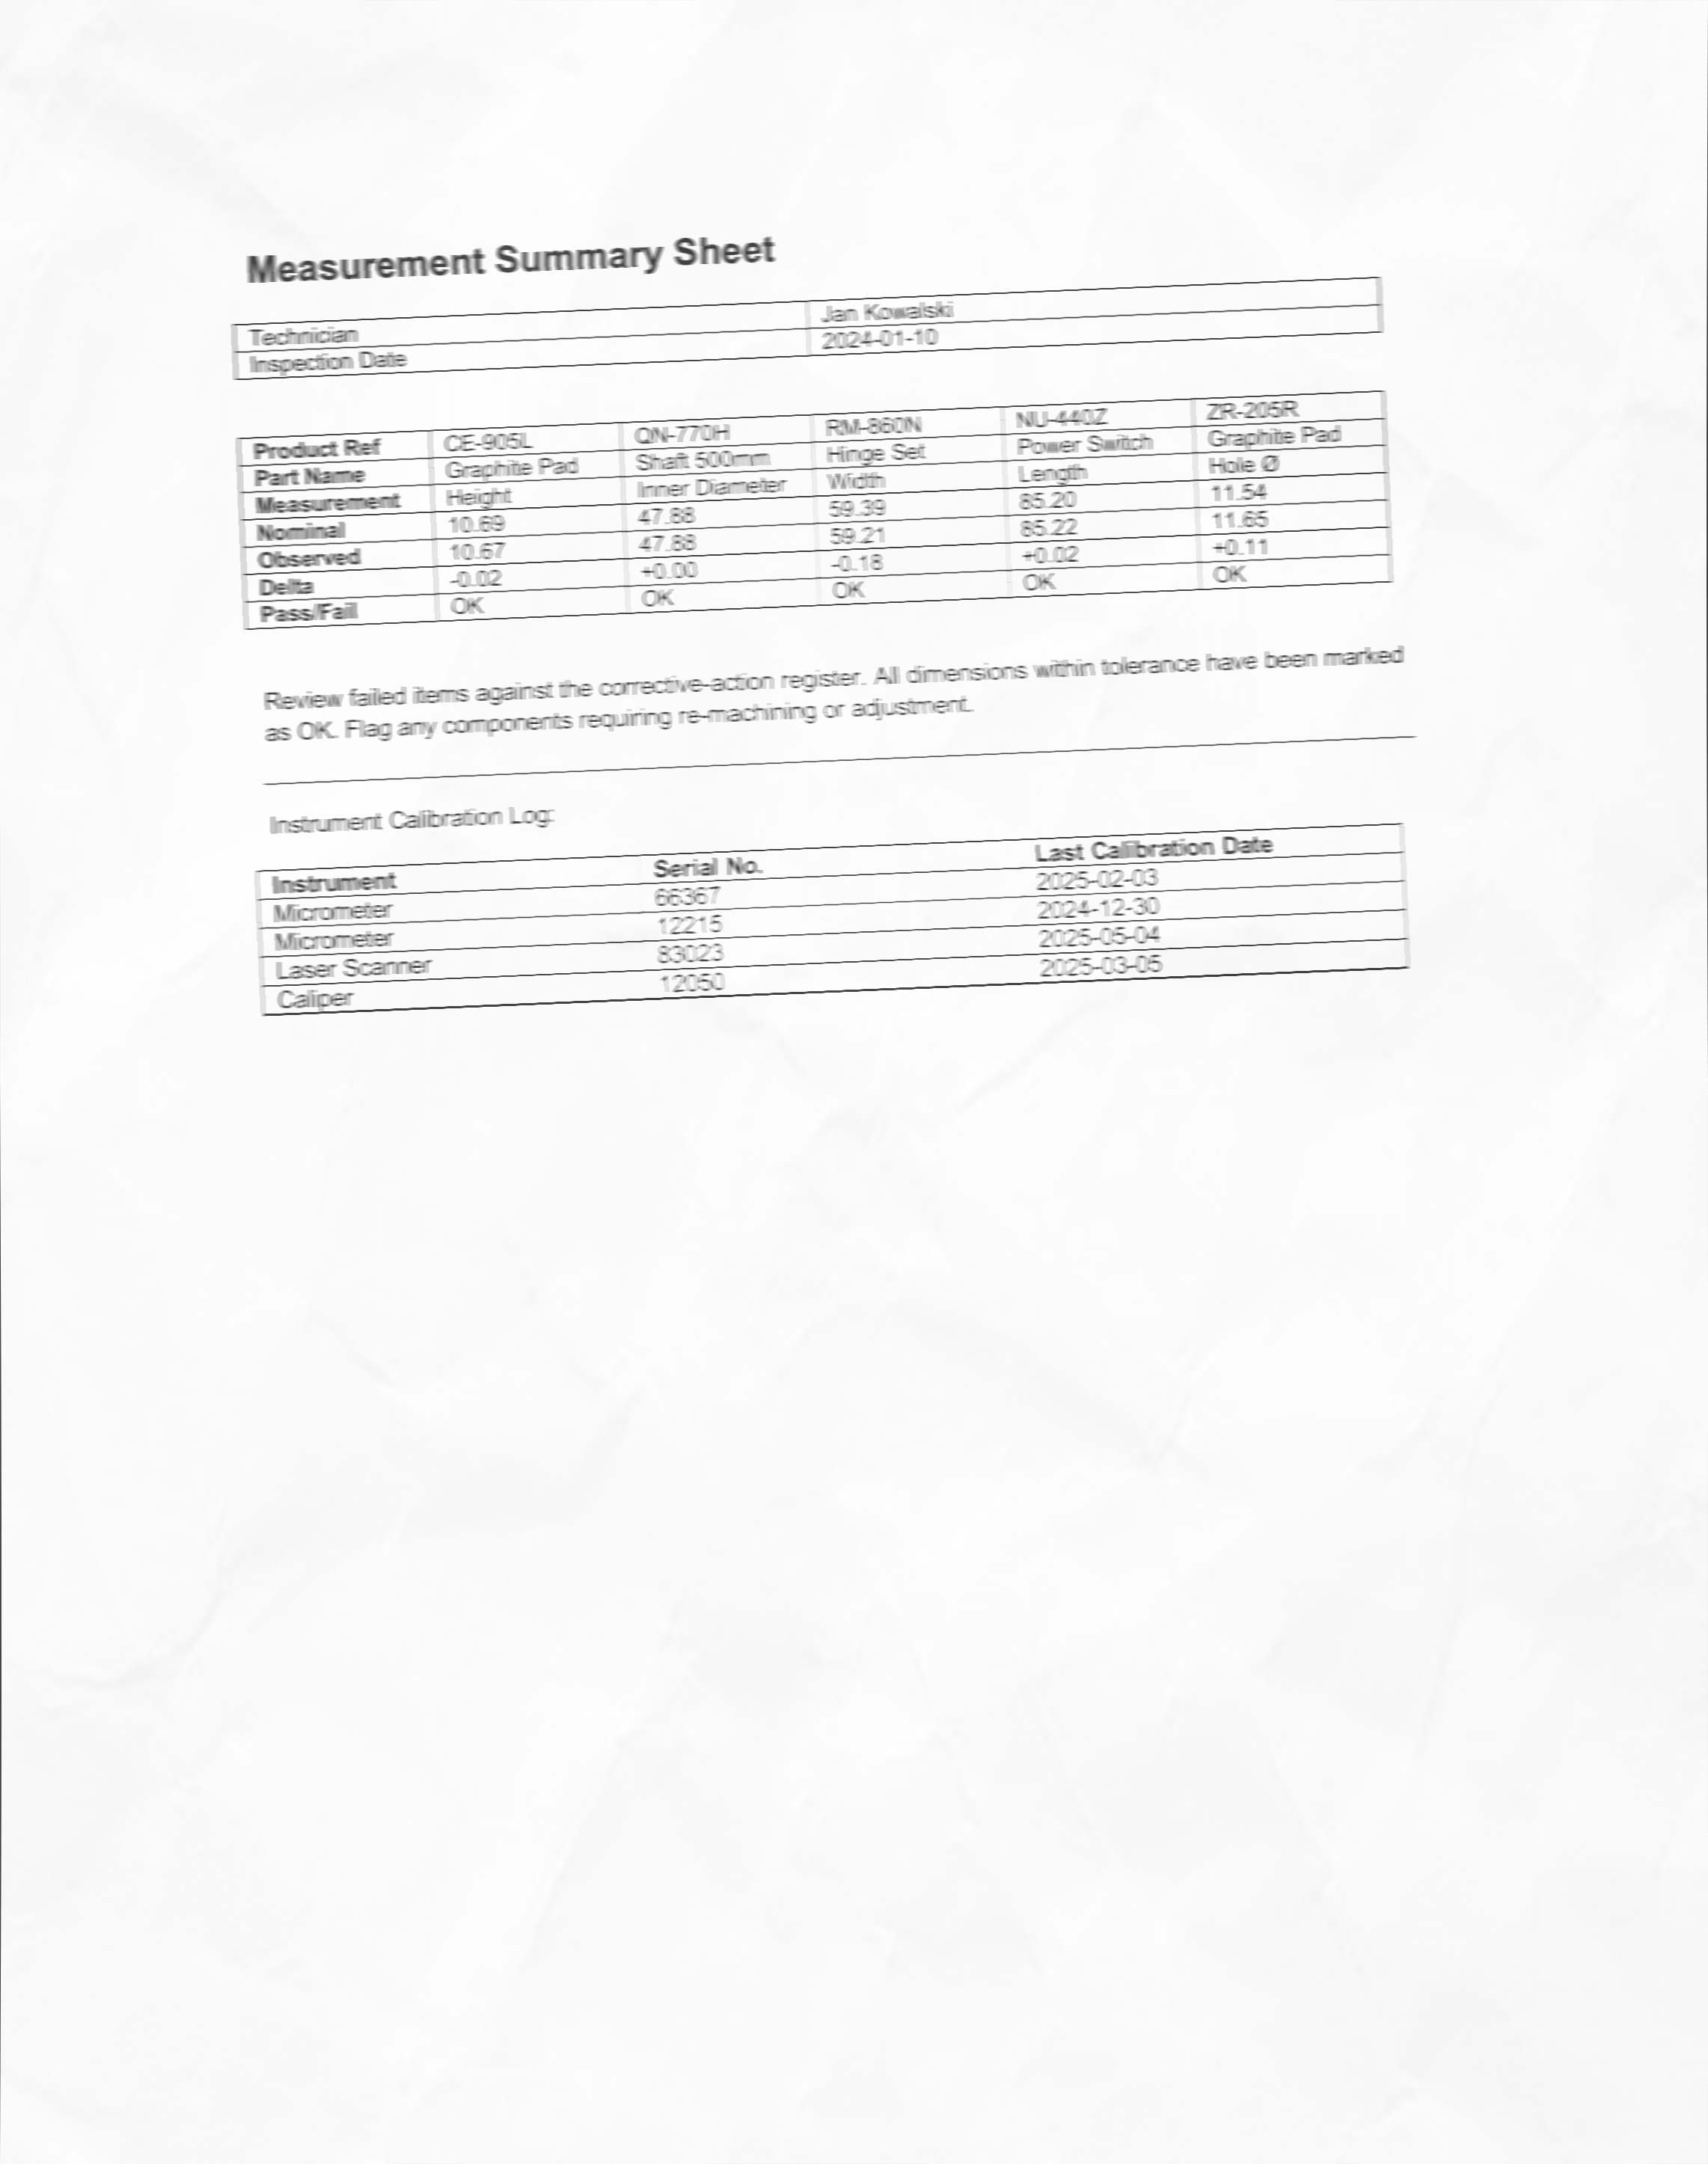 Measurement Summary Sheet
Technician Jan Kowalski
Inspection Date 2024-01-10
Product Ref CE-905L QN-770H RM-860N NU-440Z ZR-205R
Part Name Graphite Pad Shaft 500mm Hinge Set Power Switch Graphite Pad
Measurement Height Inner Diameter Width Length Hole Ø
Nominal 10.69 47.88 59.39 85.20 11.54
Observed 10.67 47.88 59.21 85.22 11.65
Delta -0.02 +0.00 -0.18 +0.02 +0.11
Pass/Fail OK OK OK OK OK
Review failed items against the corrective-action register. All dimensions within tolerance have been marked
as OK. Flag any components requiring re-machining or adjustment.
Instrument Calibration Log:
Instrument Serial No. Last Calibration Date
Micrometer 66367 2025-02-03
Micrometer 12215 2024-12-30
Laser Scanner 83023 2025-05-04
Caliper 12050 2025-03-05